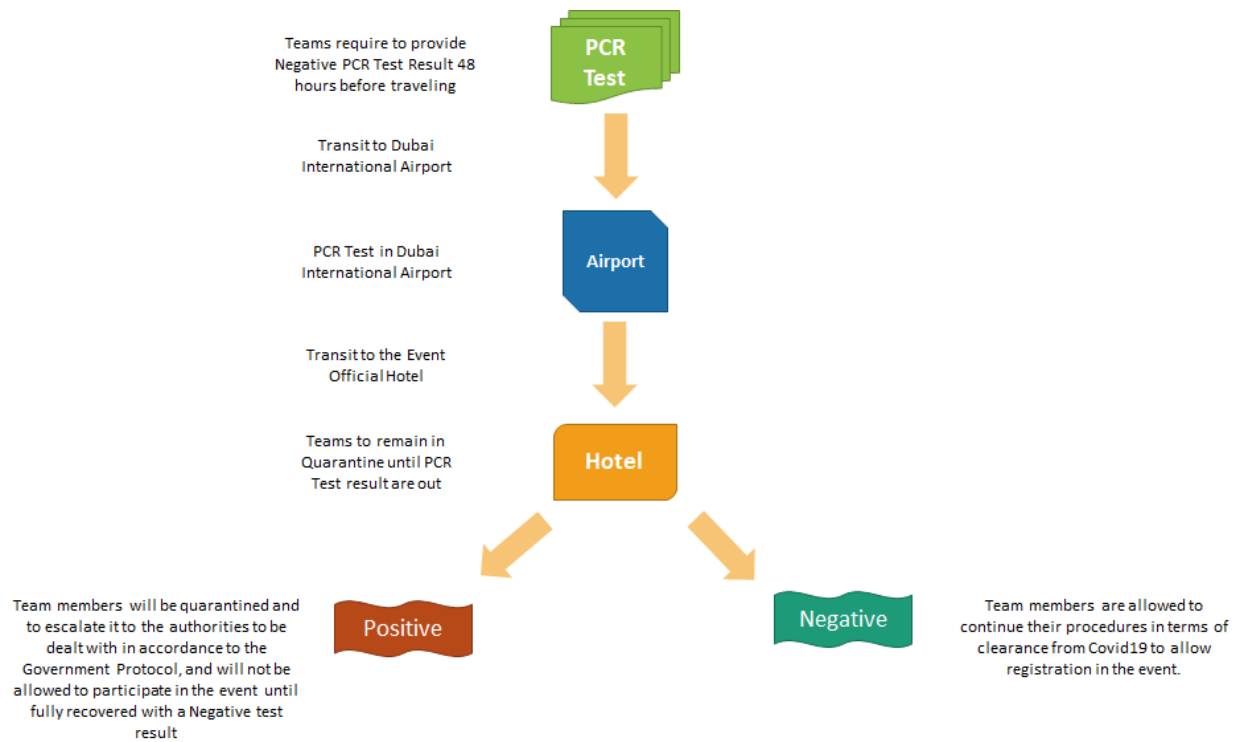 Teams require to provide
Negative PCR Test Result 48
hours before traveling
PCR
Test
Transit to Dubai
International Airport
PCR Test in Dubai
International Airport
Airport
Transit to the Event
Official Hotel
Teams to remain in
Quarantine until PCR
Test result are out
Hotel
Team members will be quarantined and
to escalate it to the authorities to be
dealt with in accordance to the
Government Protocol, and will not be
allowed to participate in the event until
fully recovered with a Negative test
result
Positive
Negative
Team members are allowed to
continue their procedures in terms of
clearance from Covid19 to allow
registration in the event.